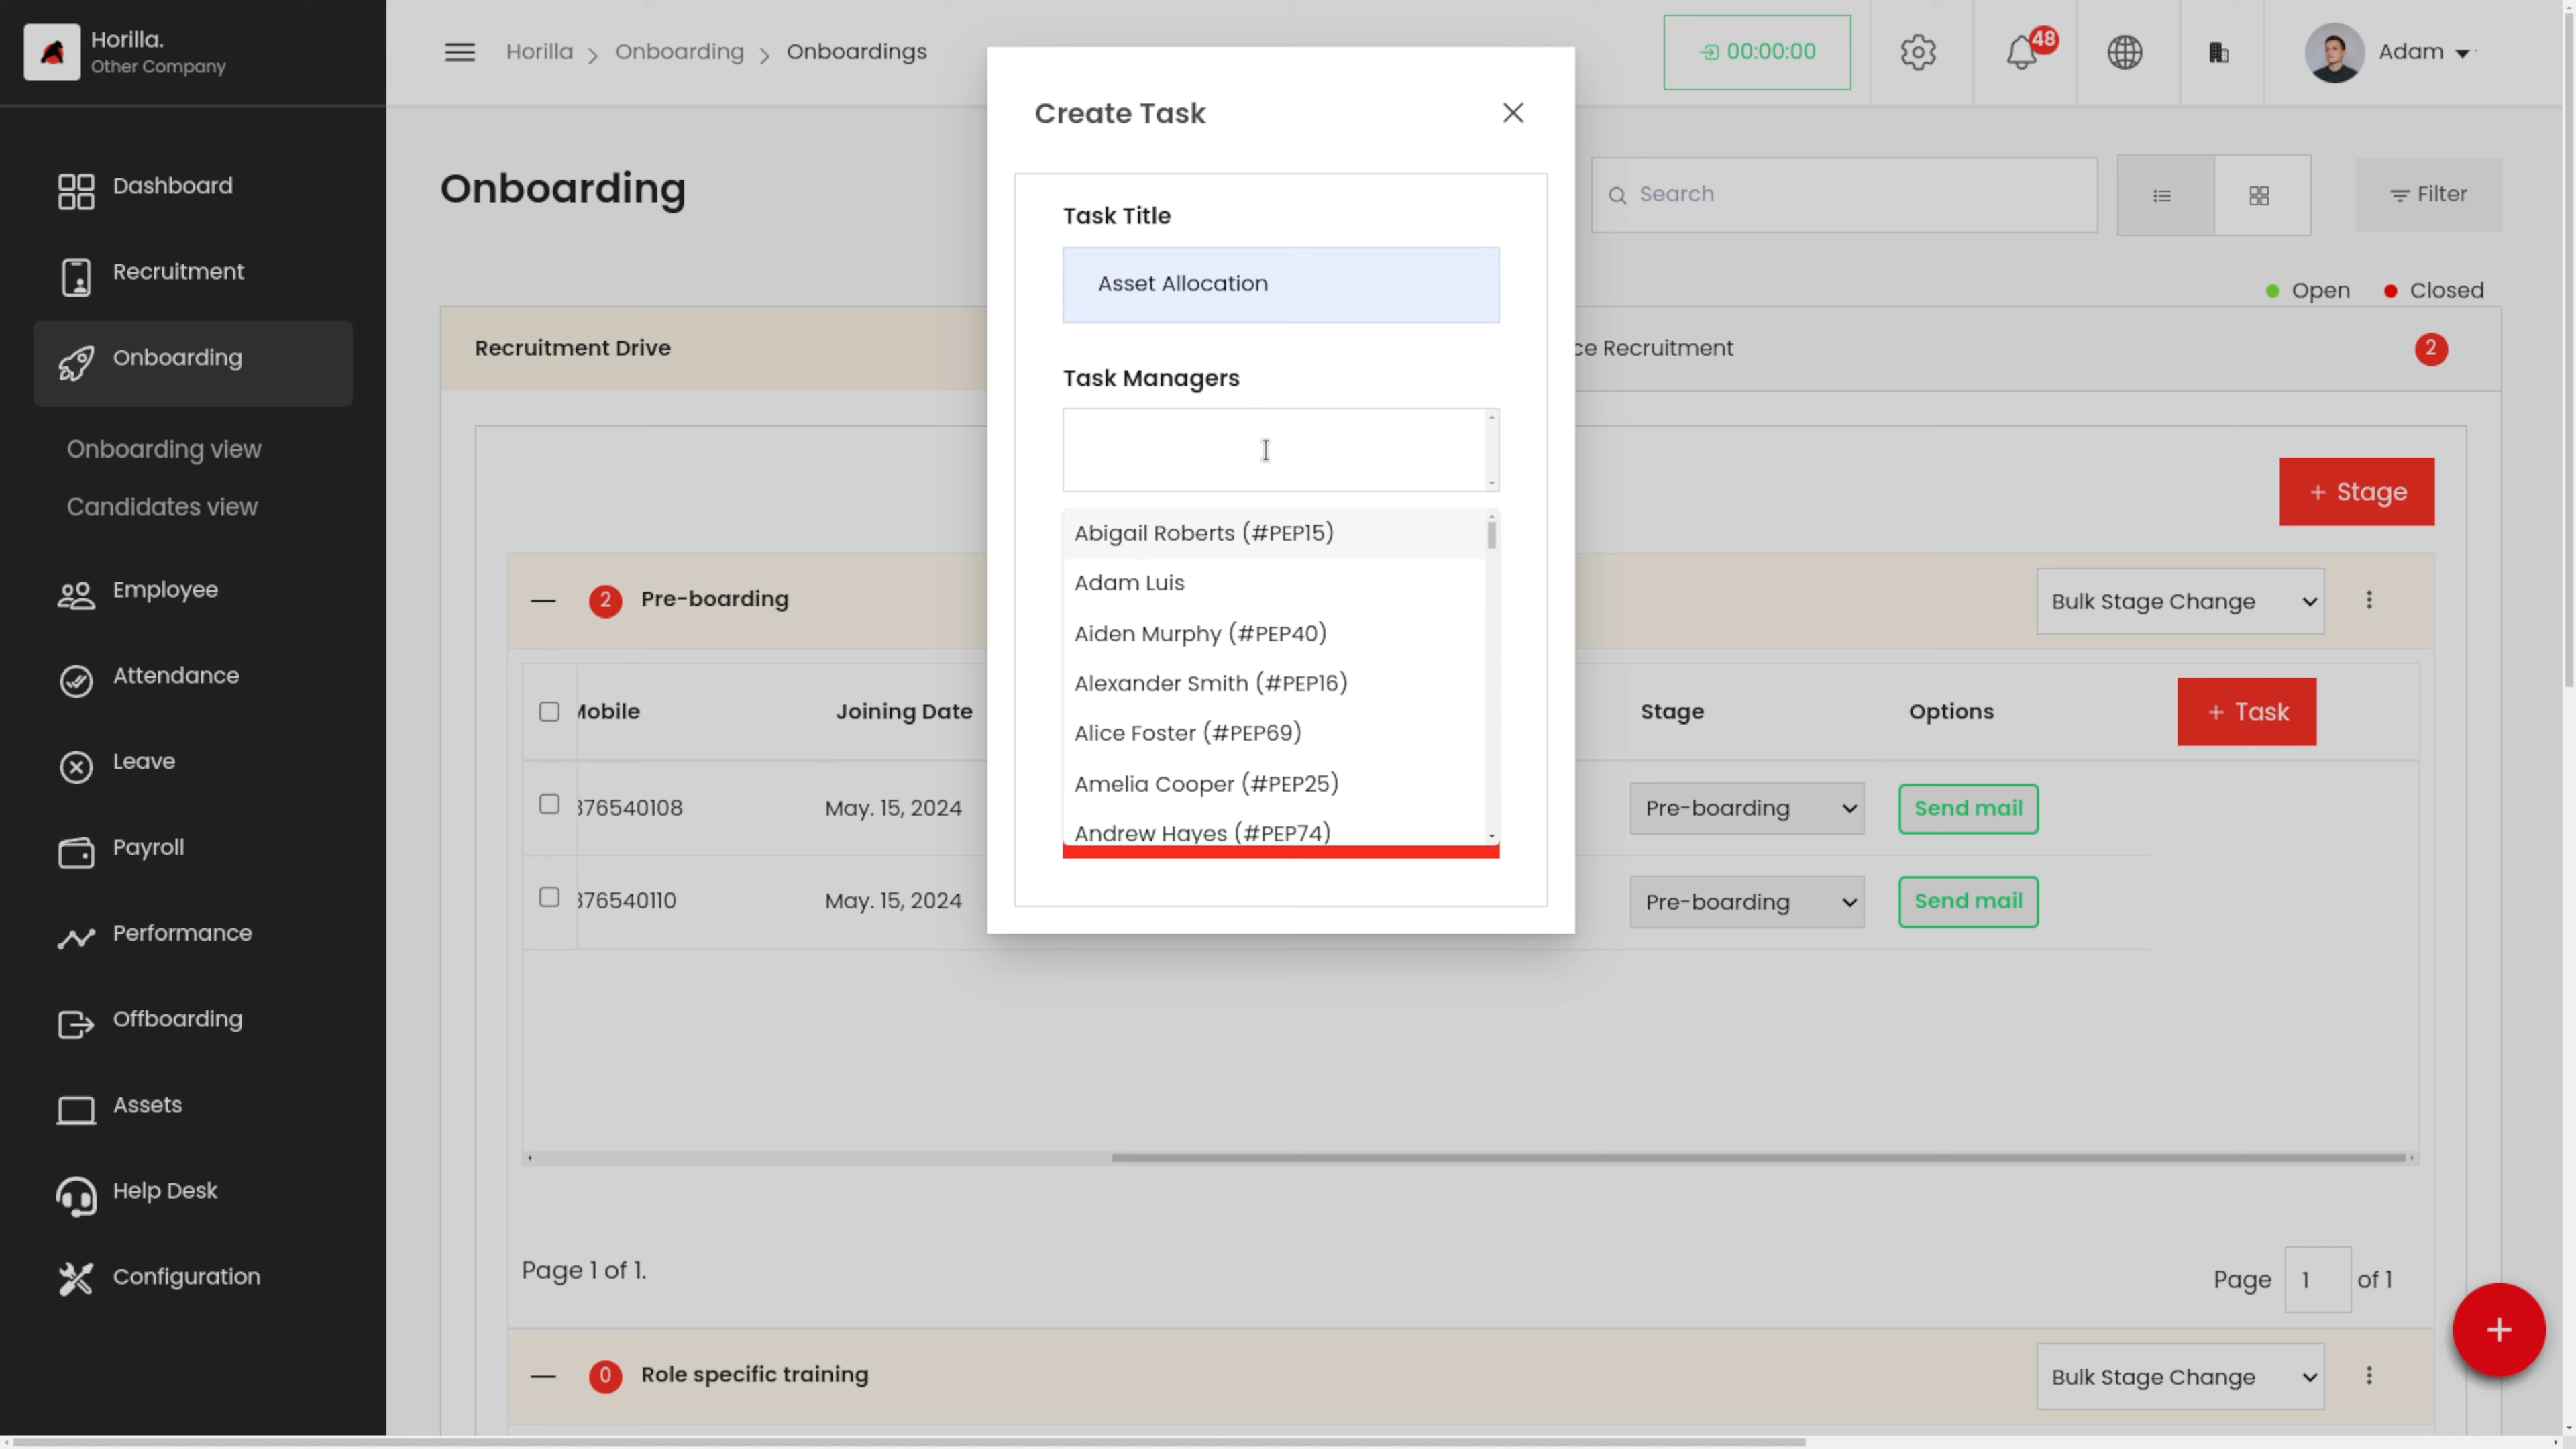 Horilla.
Other Company
Dashboard
Recruitment
Onboarding
Onboarding view
Candidates view
Employee
Attendance
Leave
Payroll
Performance
Offboarding
Assets
Help Desk
Configuration
Horilla > Onboarding > Onboardings
00:00:00
48
Adam
Onboarding
Search
Filter
Open
Closed
Recruitment Drive
ce Recruitment
2
+ Stage
2 Pre-boarding
Bulk Stage Change
Mobile
Joining Date
Stage
Options
+ Task
376540108
May. 15, 2024
Pre-boarding
Send mail
376540110
May. 15, 2024
Pre-boarding
Send mail
Page 1 of 1.
Page 1 of 1
+
0 Role specific training
Bulk Stage Change
Create Task
Task Title
Asset Allocation
Task Managers
Abigail Roberts (#PEP15)
Adam Luis
Aiden Murphy (#PEP40)
Alexander Smith (#PEP16)
Alice Foster (#PEP69)
Amelia Cooper (#PEP25)
Andrew Hayes (#PEP74)